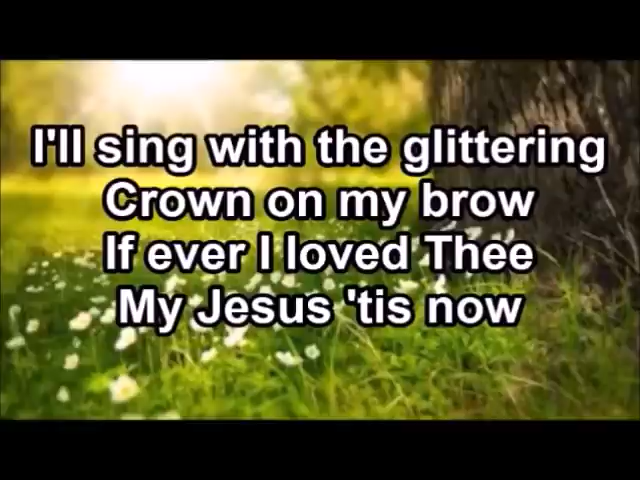 I'll sing with the glittering
Crown on my brow
If ever I loved Thee
My Jesus 'tis now